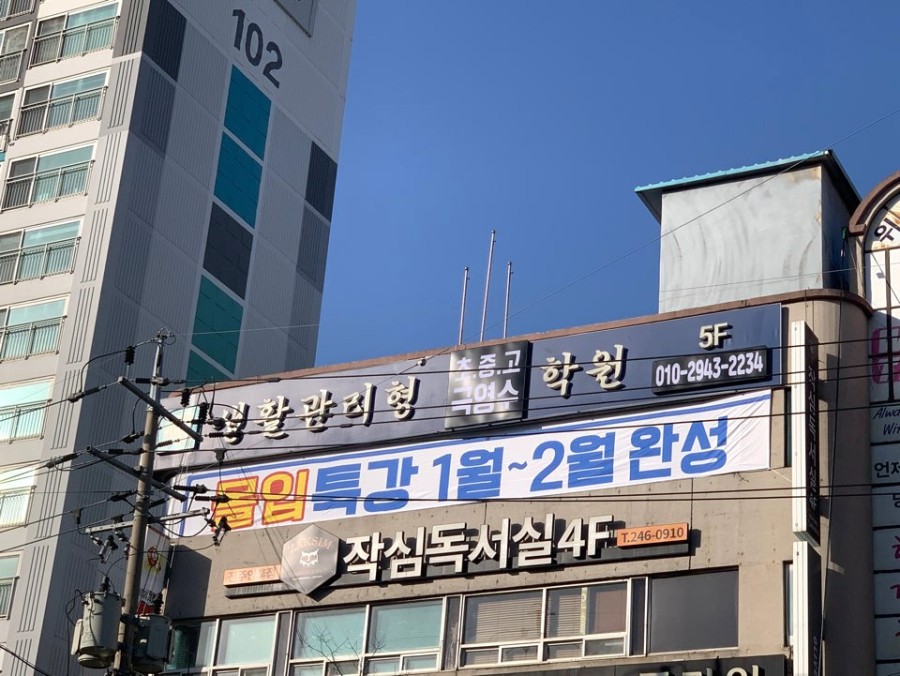 102
5F
생활관리형 초.중.고 국영수 학원 010-2943-2234
몰입특강 1월~2월 완성
작심독서실4F T.246-0910